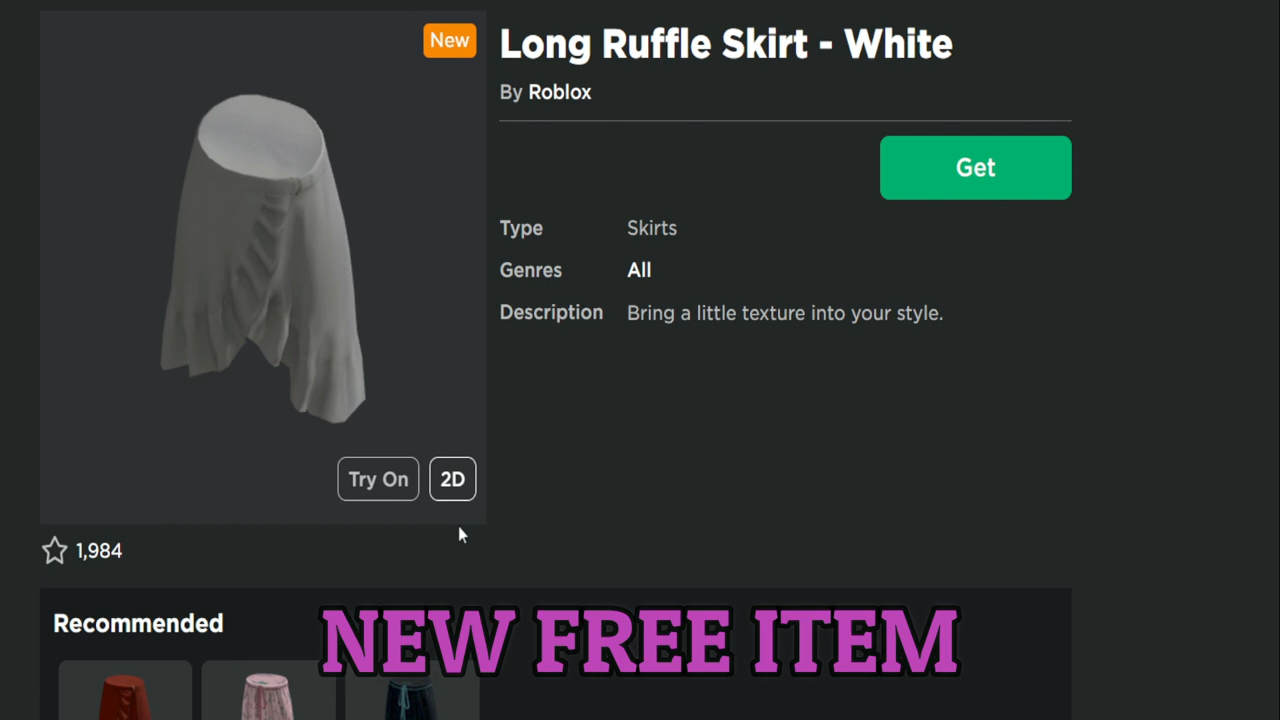 New
Long Ruffle Skirt - White
By Roblox
Get
Type Skirts
Genres All
Description Bring a little texture into your style.
Try On 2D
1,984
Recommended
NEW FREE ITEM